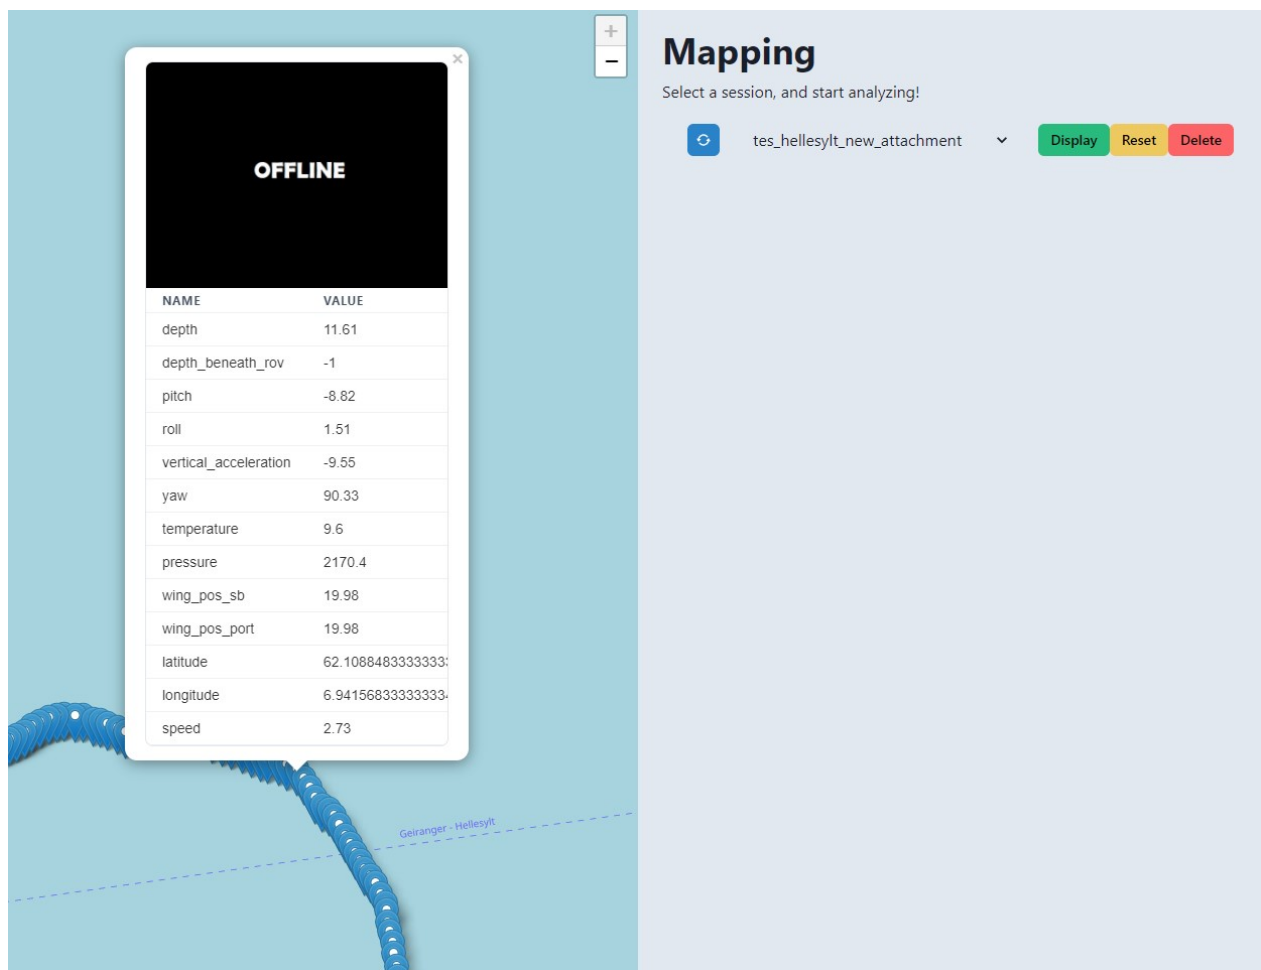 +
−
×
OFFLINE
NAME VALUE
depth 11.61
depth_beneath_rov -1
pitch -8.82
roll 1.51
vertical_acceleration -9.55
yaw 90.33
temperature 9.6
pressure 2170.4
wing_pos_sb 19.98
wing_pos_port 19.98
latitude 62.1088483333333
longitude 6.941568333333334
speed 2.73
Geiranger - Hellesylt
Mapping
Select a session, and start analyzing!
tes_hellesylt_new_attachment
Display Reset Delete